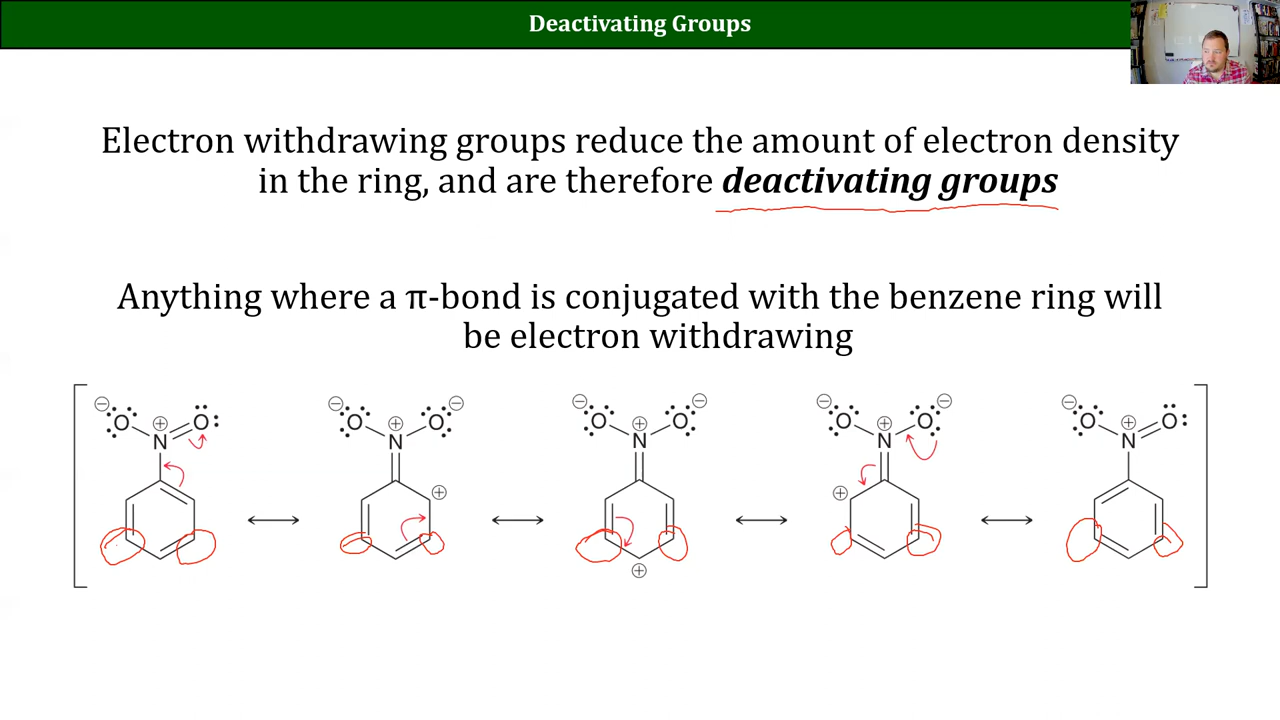 Deactivating Groups
Electron withdrawing groups reduce the amount of electron density
in the ring, and are therefore deactivating groups
Anything where a π-bond is conjugated with the benzene ring will
be electron withdrawing
⊖ O N ⊕ O
⊖ O N ⊕ O ⊖ ⊕
⊖ O N ⊕ O ⊖ ⊕
⊖ O N ⊕ O ⊖ ⊕
⊖ O N ⊕ O